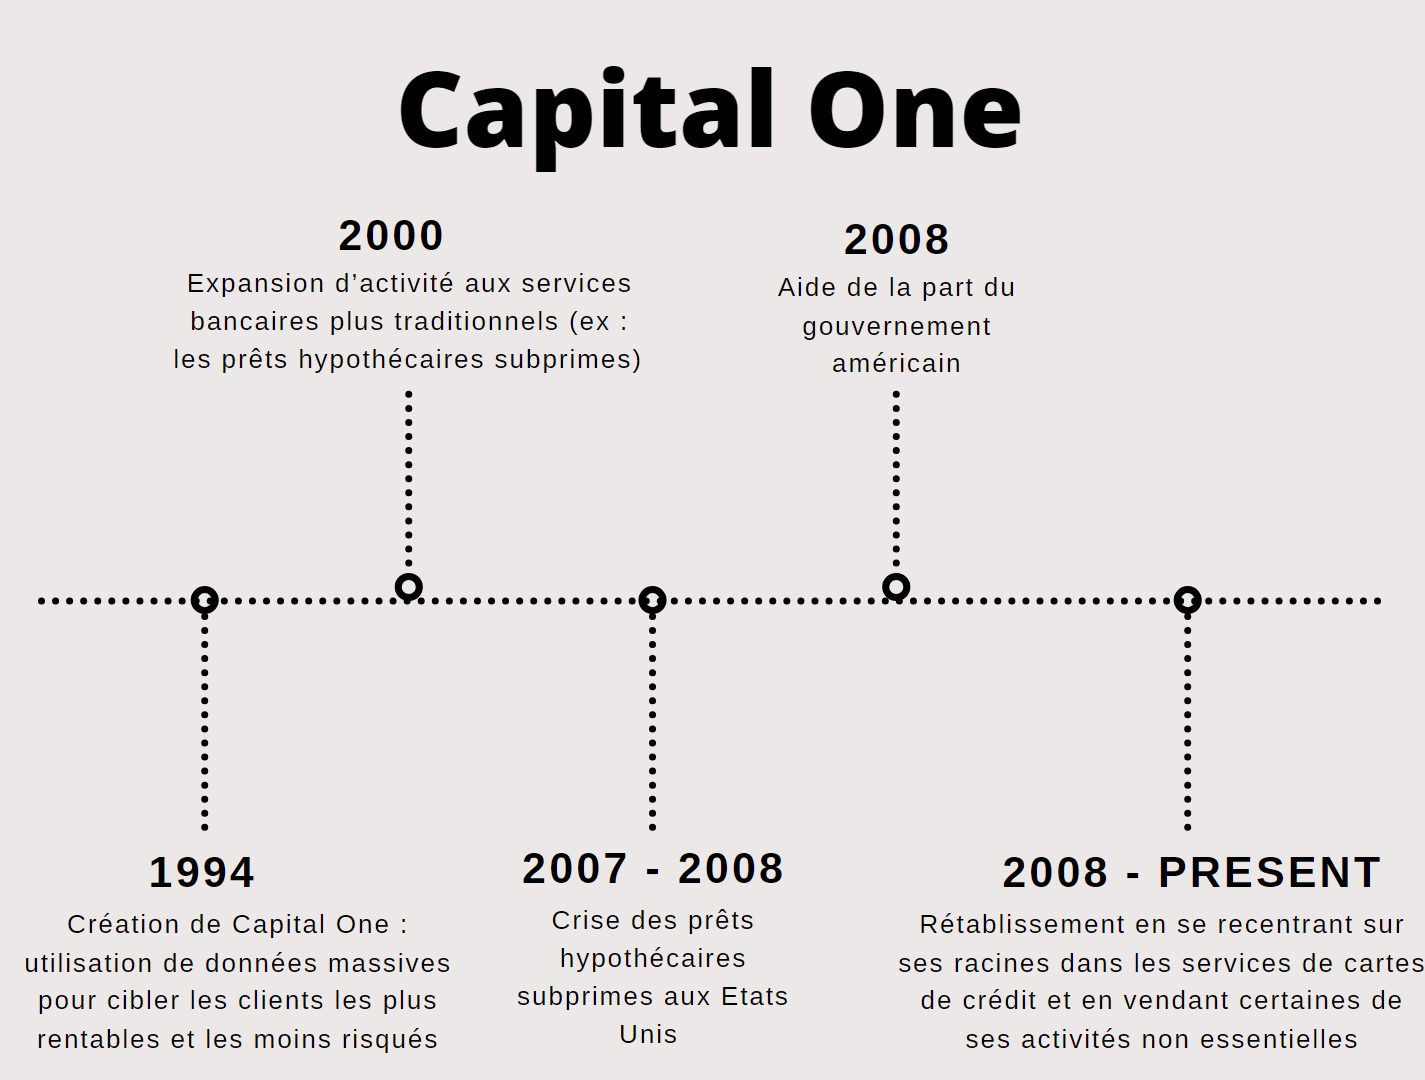 Capital One
2000
Expansion d’activité aux services
bancaires plus traditionnels (ex :
les prêts hypothécaires subprimes)
2008
Aide de la part du
gouvernement
américain
1994
Création de Capital One :
utilisation de données massives
pour cibler les clients les plus
rentables et les moins risqués
2007 - 2008
Crise des prêts
hypothécaires
subprimes aux Etats
Unis
2008 - PRESENT
Rétablissement en se recentrant sur
ses racines dans les services de cartes
de crédit et en vendant certaines de
ses activités non essentielles